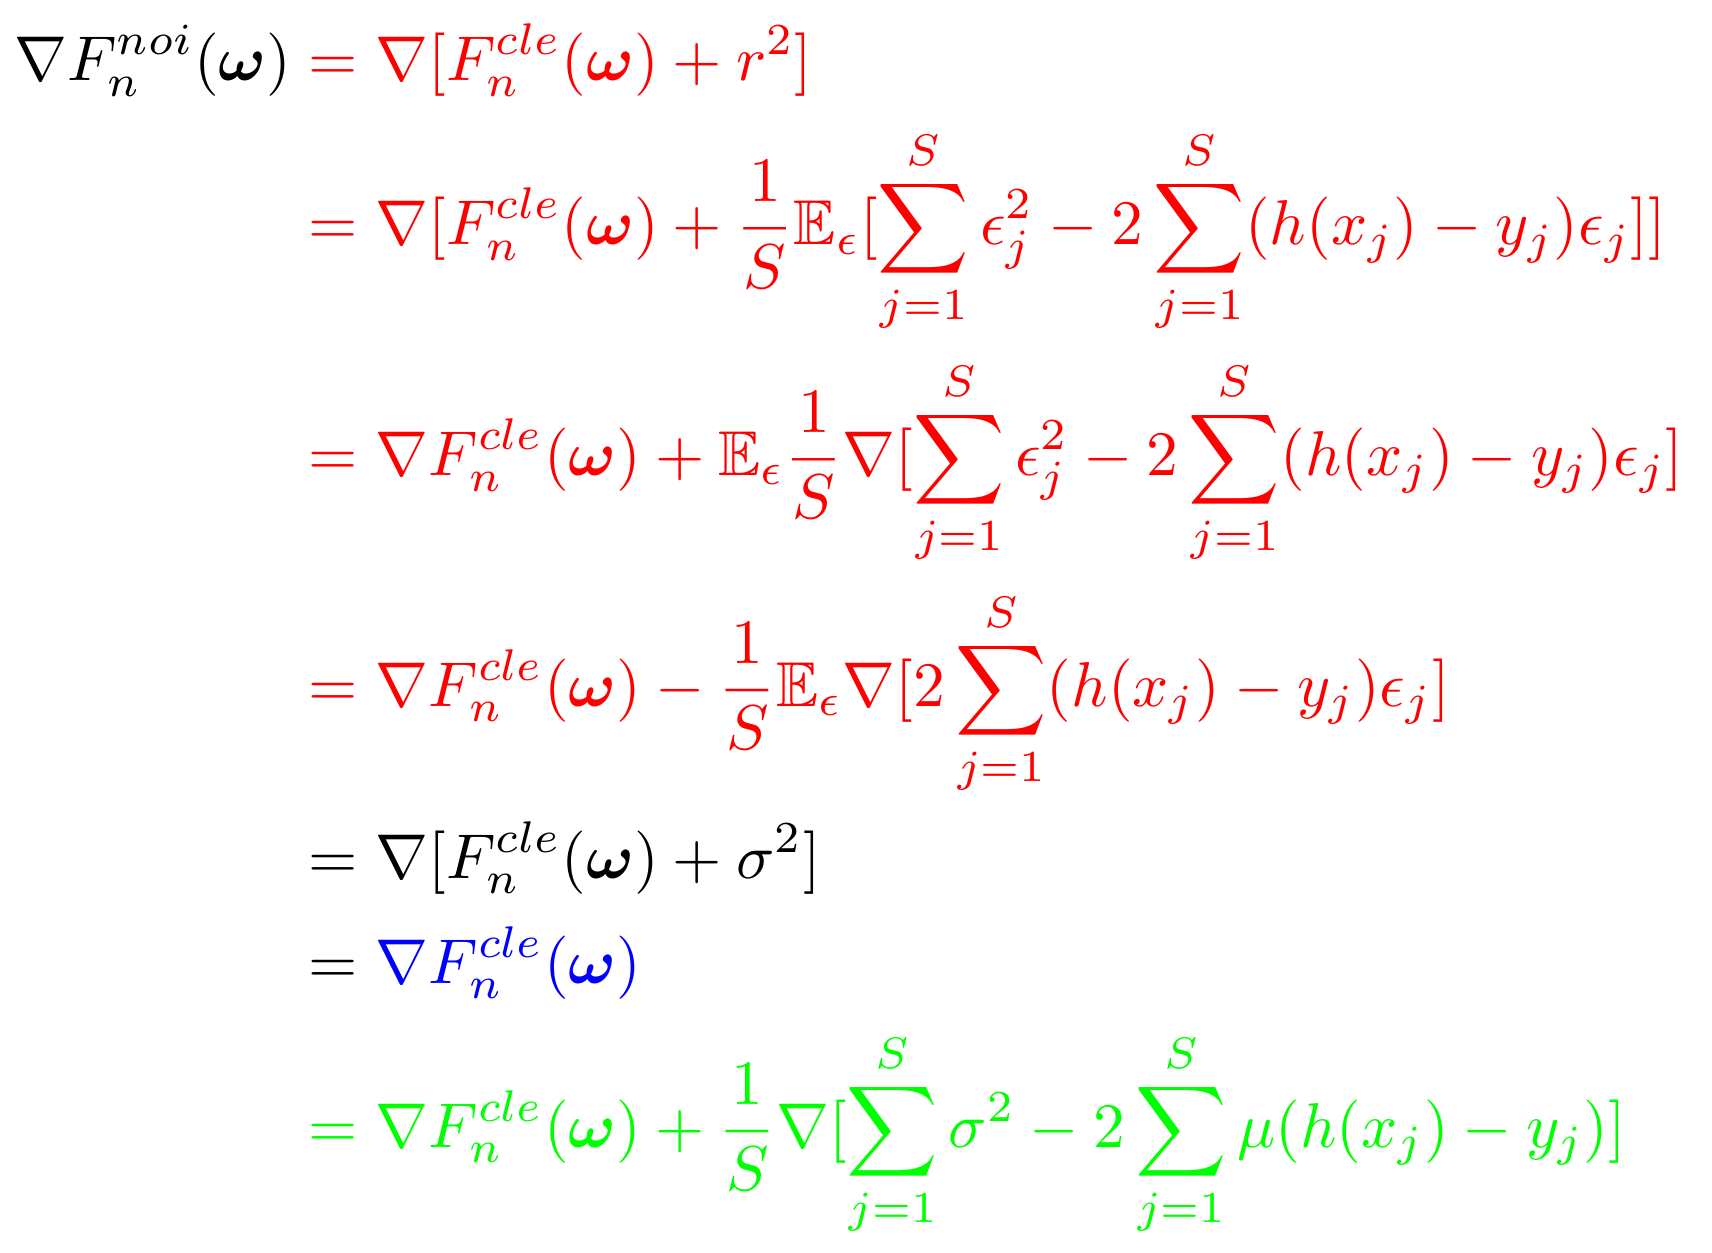 ∇F_n^{noi}(ω) = ∇[F_n^{cle}(ω) + r^2]
= ∇[F_n^{cle}(ω) + \frac{1}{S} 𝔼_ϵ[\sum_{j=1}^{S} ϵ_j^2 − 2 \sum_{j=1}^{S} (h(x_j) − y_j)ϵ_j]]
= ∇F_n^{cle}(ω) + 𝔼_ϵ \frac{1}{S} ∇[\sum_{j=1}^{S} ϵ_j^2 − 2 \sum_{j=1}^{S} (h(x_j) − y_j)ϵ_j]
= ∇F_n^{cle}(ω) − \frac{1}{S} 𝔼_ϵ ∇[2 \sum_{j=1}^{S} (h(x_j) − y_j)ϵ_j]
= ∇[F_n^{cle}(ω) + σ^2]
= ∇F_n^{cle}(ω)
= ∇F_n^{cle}(ω) + \frac{1}{S} ∇[\sum_{j=1}^{S} σ^2 − 2 \sum_{j=1}^{S} μ(h(x_j) − y_j)]